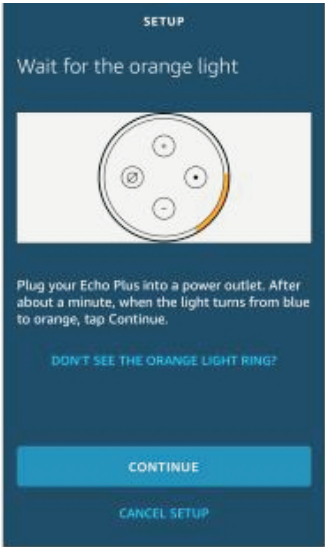 SETUP
Wait for the orange light
Plug your Echo Plus into a power outlet. After
about a minute, when the light turns from blue
to orange, tap Continue.
DON'T SEE THE ORANGE LIGHT RING?
CONTINUE
CANCEL SETUP